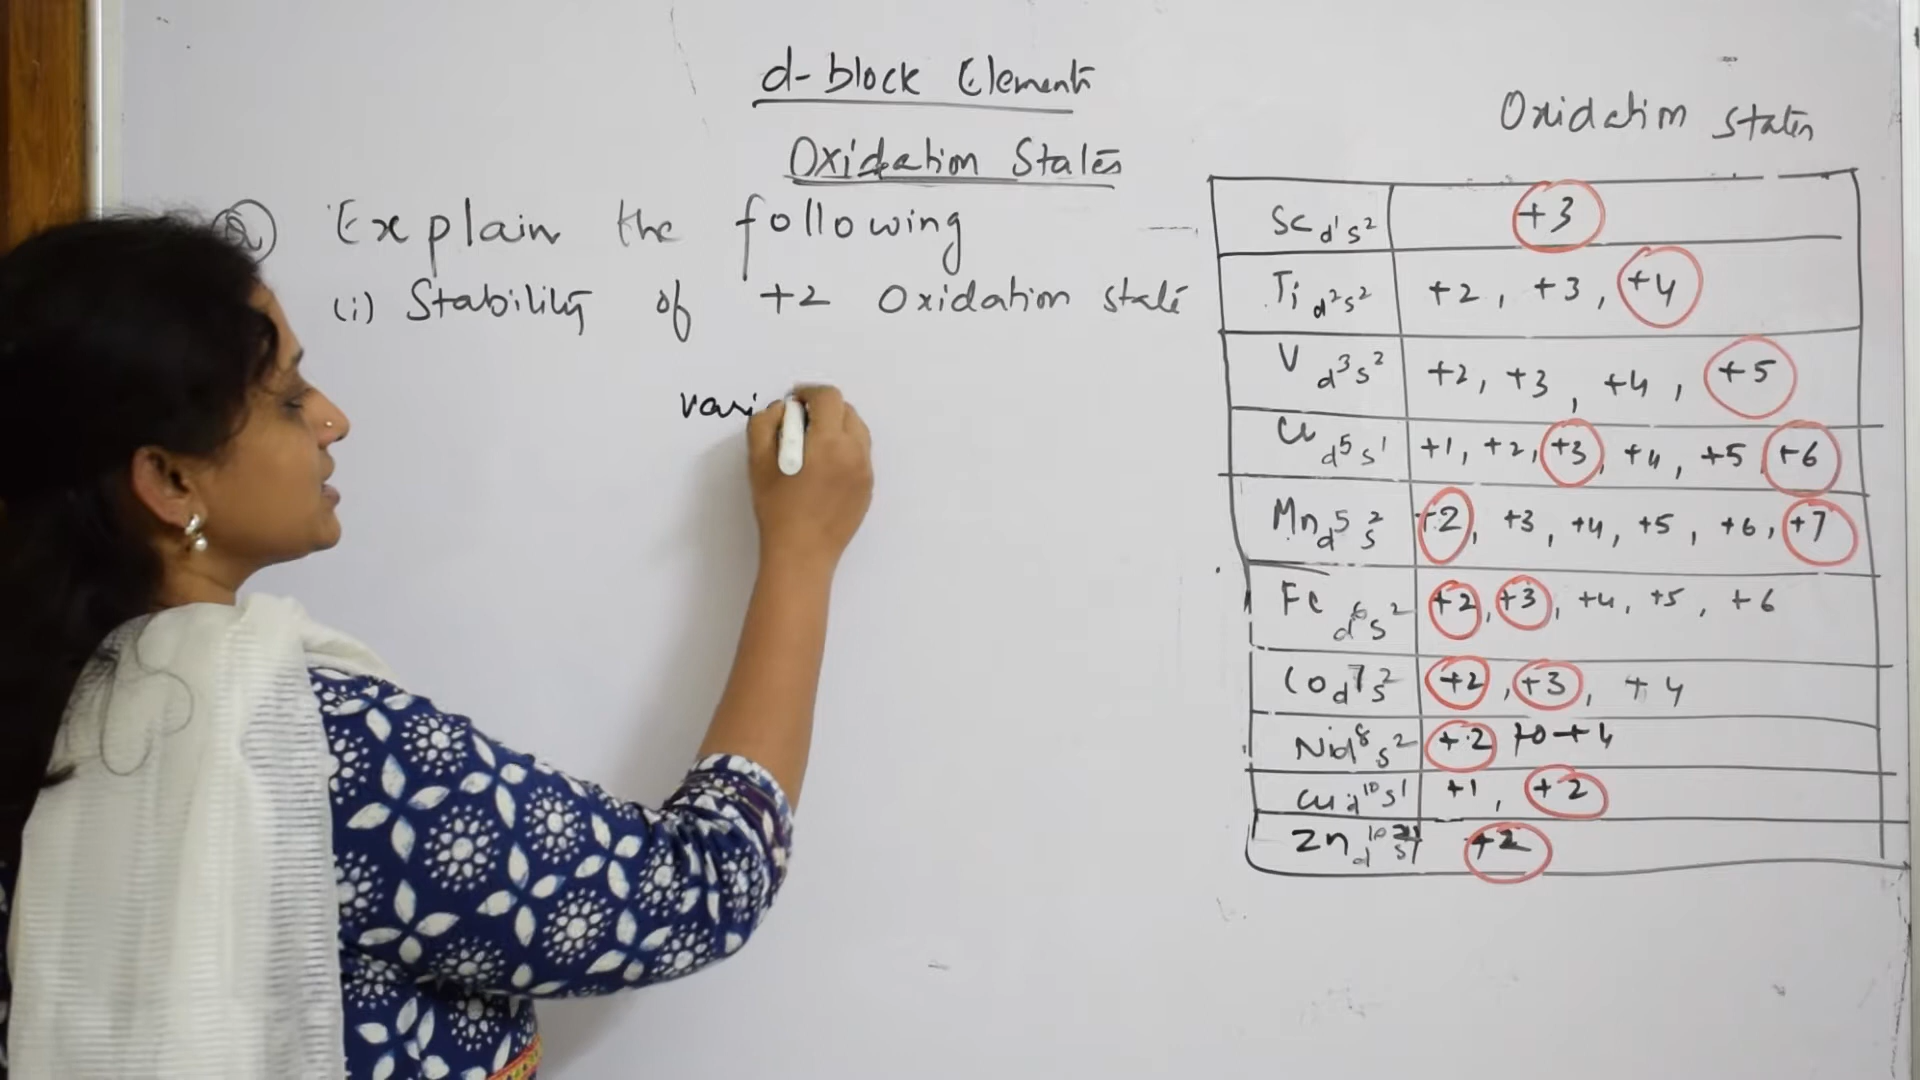 d-block Elements
Oxidation States
Q Explain the following
(i) Stability of +2 Oxidation state
vari
Oxidation states
Sc d¹s² +3
Ti d²s² +2, +3, +4
V d³s² +2, +3, +4, +5
Cr d⁵s¹ +1, +2, +3, +4, +5 +6
Mn d⁵s² +2, +3, +4, +5, +6, +7
Fe d⁶s² +2, +3, +4, +5, +6
Co d⁷s² +2, +3, +4
Ni d⁸s² +2 to +4
Cu d¹⁰s¹ +1, +2
Zn d¹⁰ +2